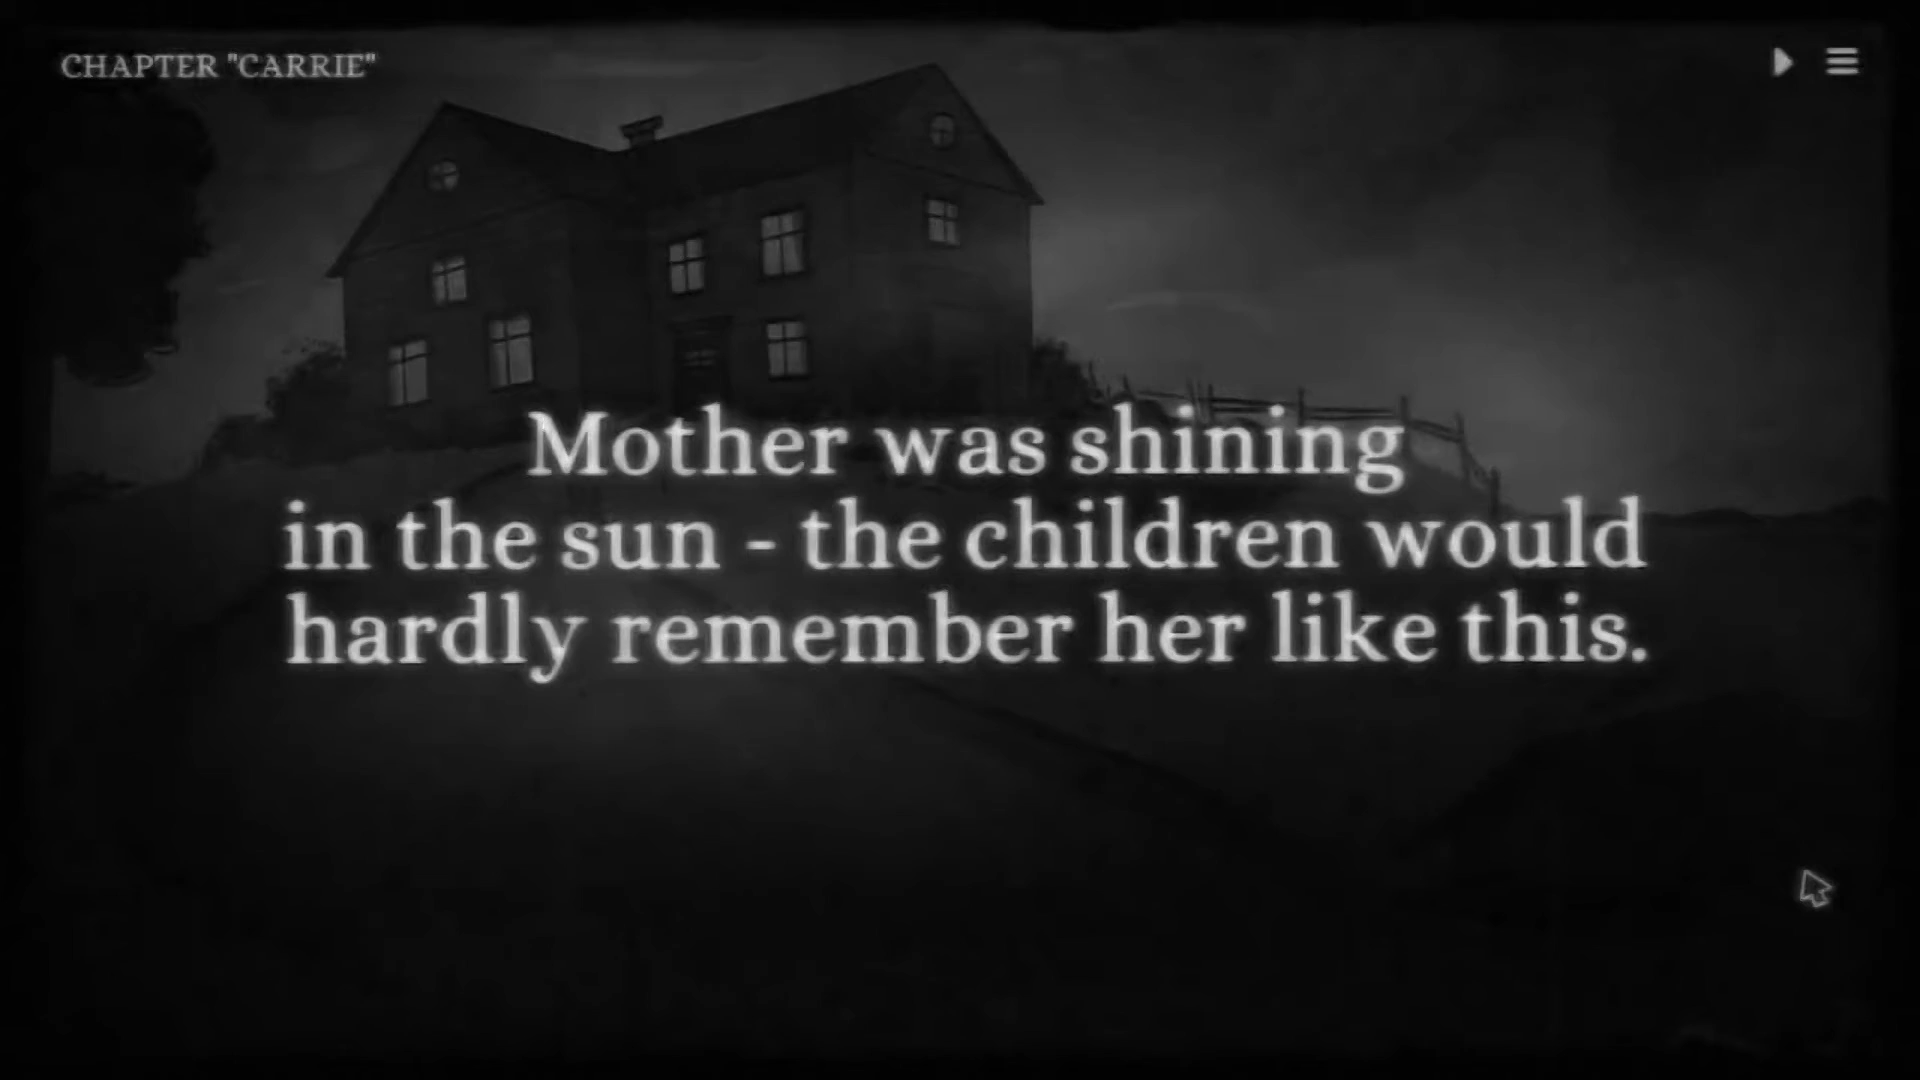 CHAPTER "CARRIE"
Mother was shining
in the sun - the children would
hardly remember her like this.